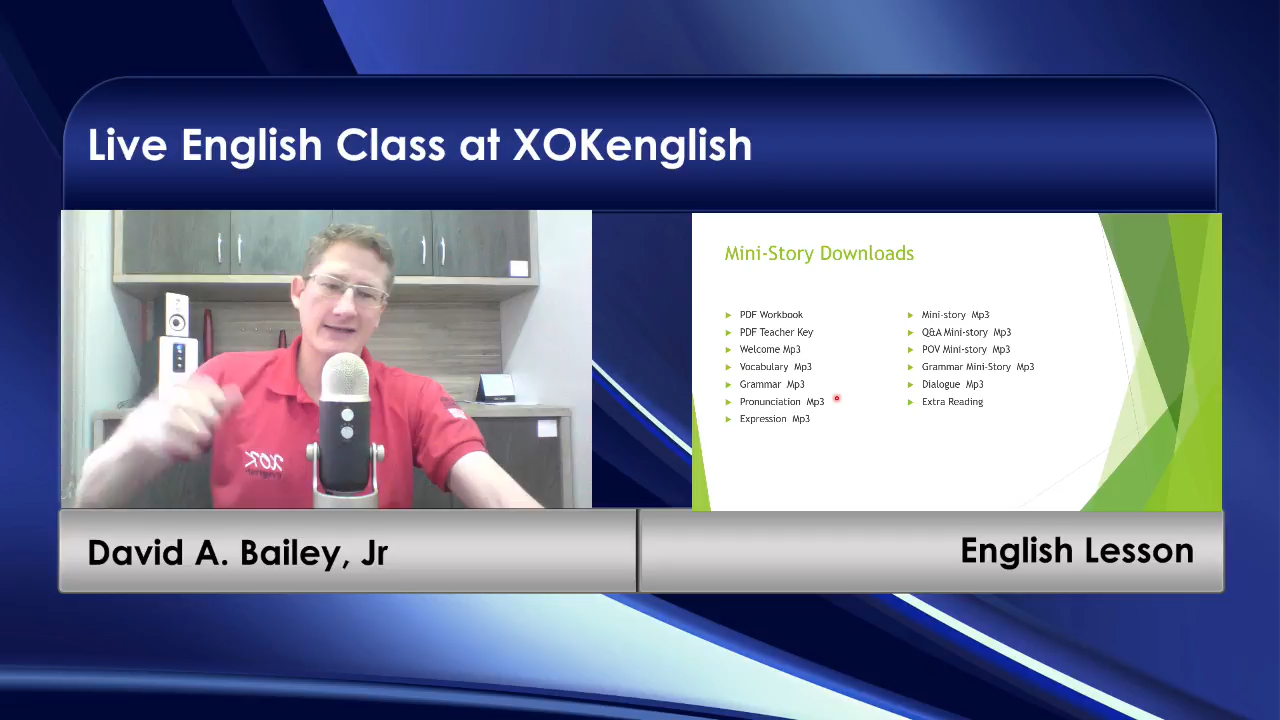 Live English Class at XOKenglish
Mini-Story Downloads
PDF Workbook
PDF Teacher Key
Welcome Mp3
Vocabulary Mp3
Grammar Mp3
Pronunciation Mp3
Expression Mp3
Mini-story Mp3
Q&A Mini-story Mp3
POV Mini-story Mp3
Grammar Mini-Story Mp3
Dialogue Mp3
Extra Reading
XOK
David A. Bailey, Jr
English Lesson